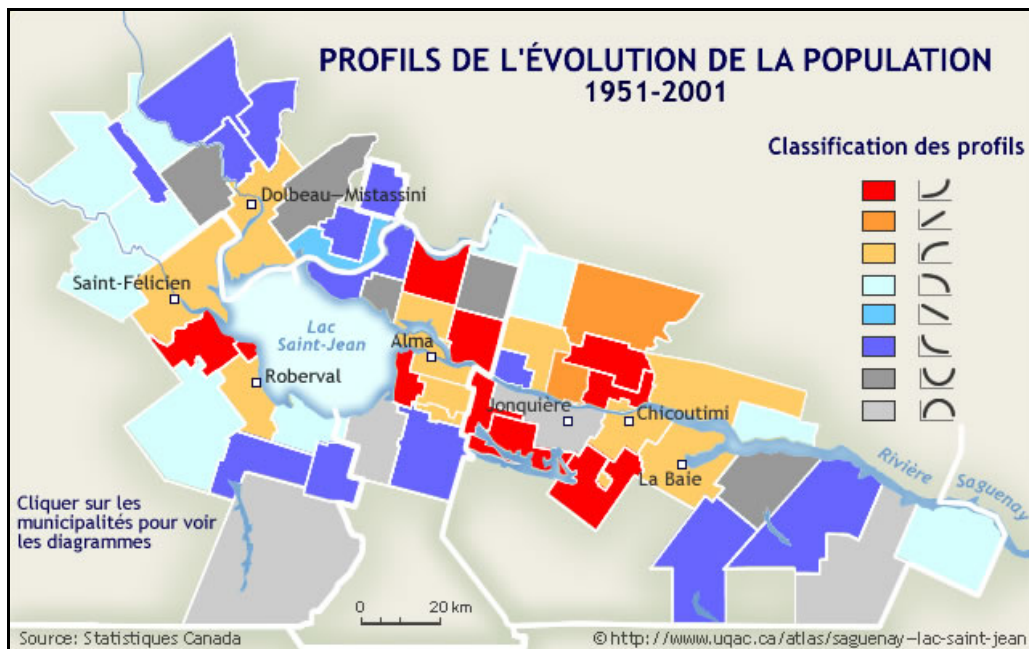 PROFILS DE L'ÉVOLUTION DE LA POPULATION
1951-2001
Classification des profils
Dolbeau—Mistassini
Saint-Félicien
Lac
Saint-Jean
Alma
Roberval
Jonquière
Chicoutimi
La Baie
Rivière Saguenay
Cliquer sur les
municipalités pour voir
les diagrammes
0 20 km
Source: Statistiques Canada
©http://www.uqac.ca/atlas/saguenay—lac-saint-jean